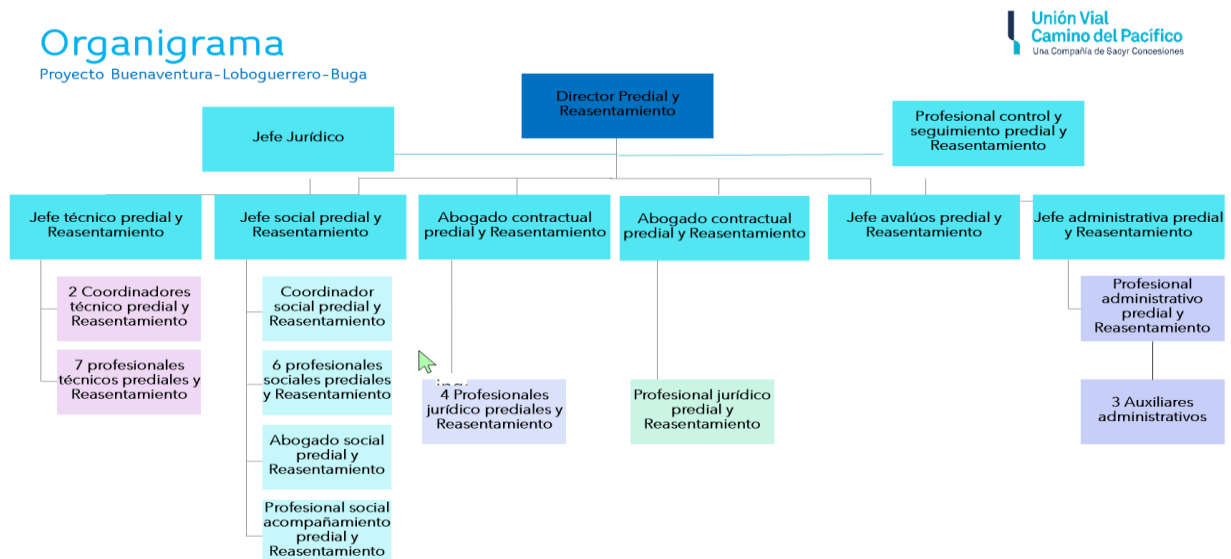 Organigrama
Proyecto Buenaventura-Loboguerrero-Buga
Unión Vial
Camino del Pacífico
Una Compañía de Sacyr Concesiones
Director Predial y
Reasentamiento
Jefe Jurídico
Profesional control y
seguimiento predial y
Reasentamiento
Jefe técnico predial y
Reasentamiento
Jefe social predial y
Reasentamiento
Abogado contractual
predial y Reasentamiento
Abogado contractual
predial y Reasentamiento
Jefe avalúos predial y
Reasentamiento
Jefe administrativa predial
y Reasentamiento
2 Coordinadores
técnico predial y
Reasentamiento
7 profesionales
técnicos prediales y
Reasentamiento
Coordinador
social predial y
Reasentamiento
6 profesionales
sociales prediales
y Reasentamiento
Abogado social
predial y
Reasentamiento
Profesional social
acompañamiento
predial y
Reasentamiento
4 Profesionales
jurídico prediales y
Reasentamiento
Profesional jurídico
predial y
Reasentamiento
Profesional
administrativo
predial y
Reasentamiento
3 Auxiliares
administrativos